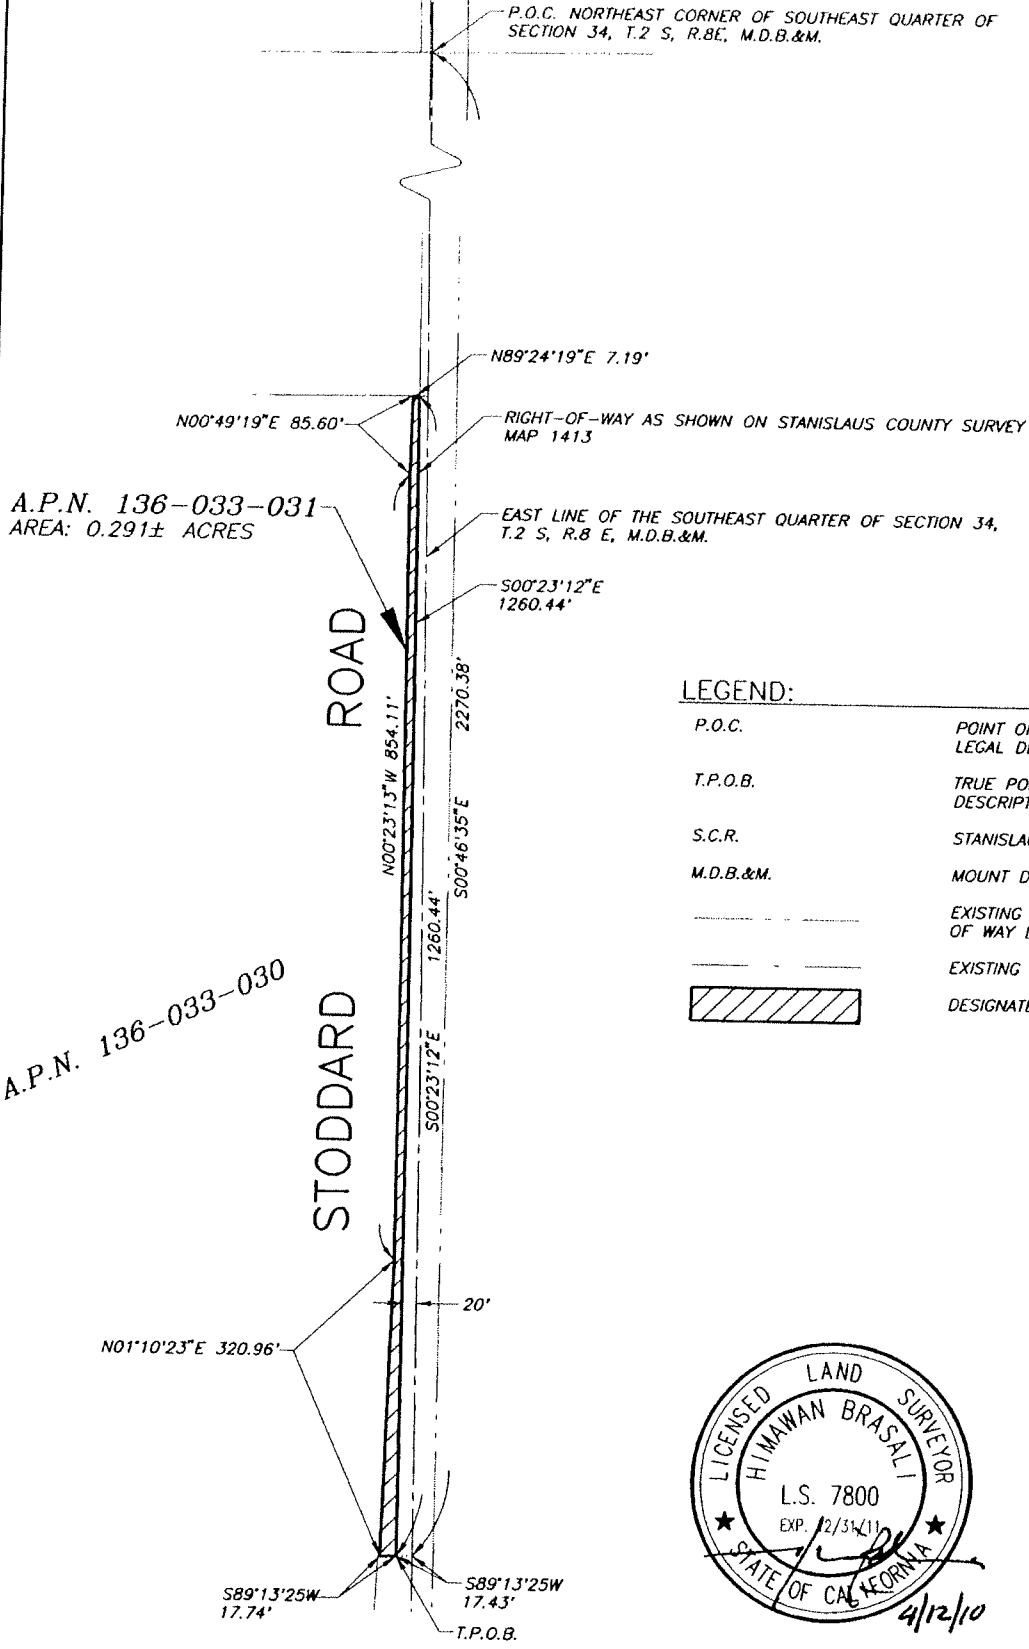 P.O.C. NORTHEAST CORNER OF SOUTHEAST QUARTER OF
SECTION 34, T.2 S, R.8E, M.D.B.&M.
N89°24'19"E 7.19'
N00°49'19"E 85.60'
RIGHT-OF-WAY AS SHOWN ON STANISLAUS COUNTY SURVEY
MAP 1413
A.P.N. 136-033-031
AREA: 0.291± ACRES
EAST LINE OF THE SOUTHEAST QUARTER OF SECTION 34,
T.2 S, R.8 E, M.D.B.&M.
S00°23'12"E
1260.44'
STODDARD ROAD
N00°23'13"W 854.11'
S00°46'35"E 2270.38'
S00°23'12"E 1260.44'
LEGEND:
P.O.C. POINT
LEGAL
T.P.O.B. TRUE

S.C.R.
M.D.B.&M. MOUNT
EXISTING
OF WAY
EXISTING
A.P.N. 136-033-030
20'
N01°10'23"E 320.96'
S89°13'25W
17.74'
S89°13'25W
17.43'
T.P.O.B.
LICENSED LAND SURVEYOR
HIMAWAN BRASALI
L.S. 7800
EXP. 12/31/11
STATE OF CALIFORNIA
4/12/10